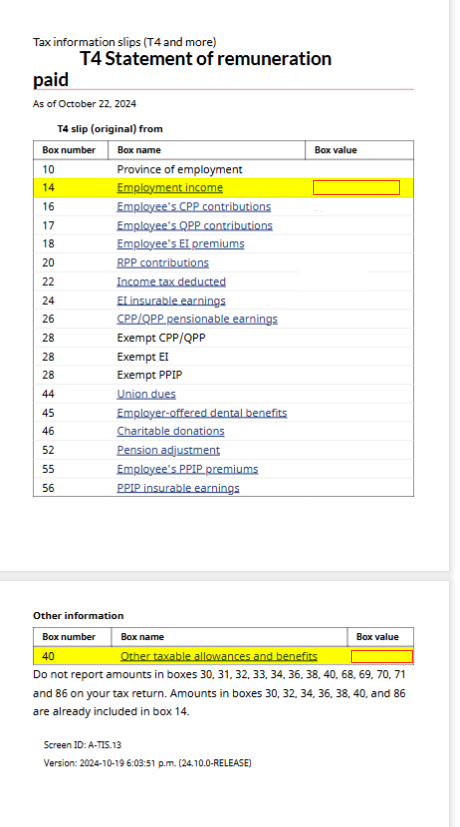 Tax information slips (T4 and more)
T4 Statement of remuneration
paid
As of October 22, 2024
T4 slip (original) from
Box number Box name Box value
10 Province of employment
14 Employment income
16 Employee's CPP contributions
17 Employee's QPP contributions
18 Employee's EI premiums
20 RPP contributions
22 Income tax deducted
24 EI insurable earnings
26 CPP/QPP pensionable earnings
28 Exempt CPP/QPP
28 Exempt EI
28 Exempt PPIP
44 Union dues
45 Employer-offered dental benefits
46 Charitable donations
52 Pension adjustment
55 Employee's PPIP premiums
56 PPIP insurable earnings
Other information
Box number Box name Box value
40 Other taxable allowances and benefits
Do not report amounts in boxes 30, 31, 32, 33, 34, 36, 38, 40, 68, 69, 70, 71
and 86 on your tax return. Amounts in boxes 30, 32, 34, 36, 38, 40, and 86
are already included in box 14.
Screen ID: A-TIS.13
Version: 2024-10-19 6:03:51 p.m. (24.10.0-RELEASE)